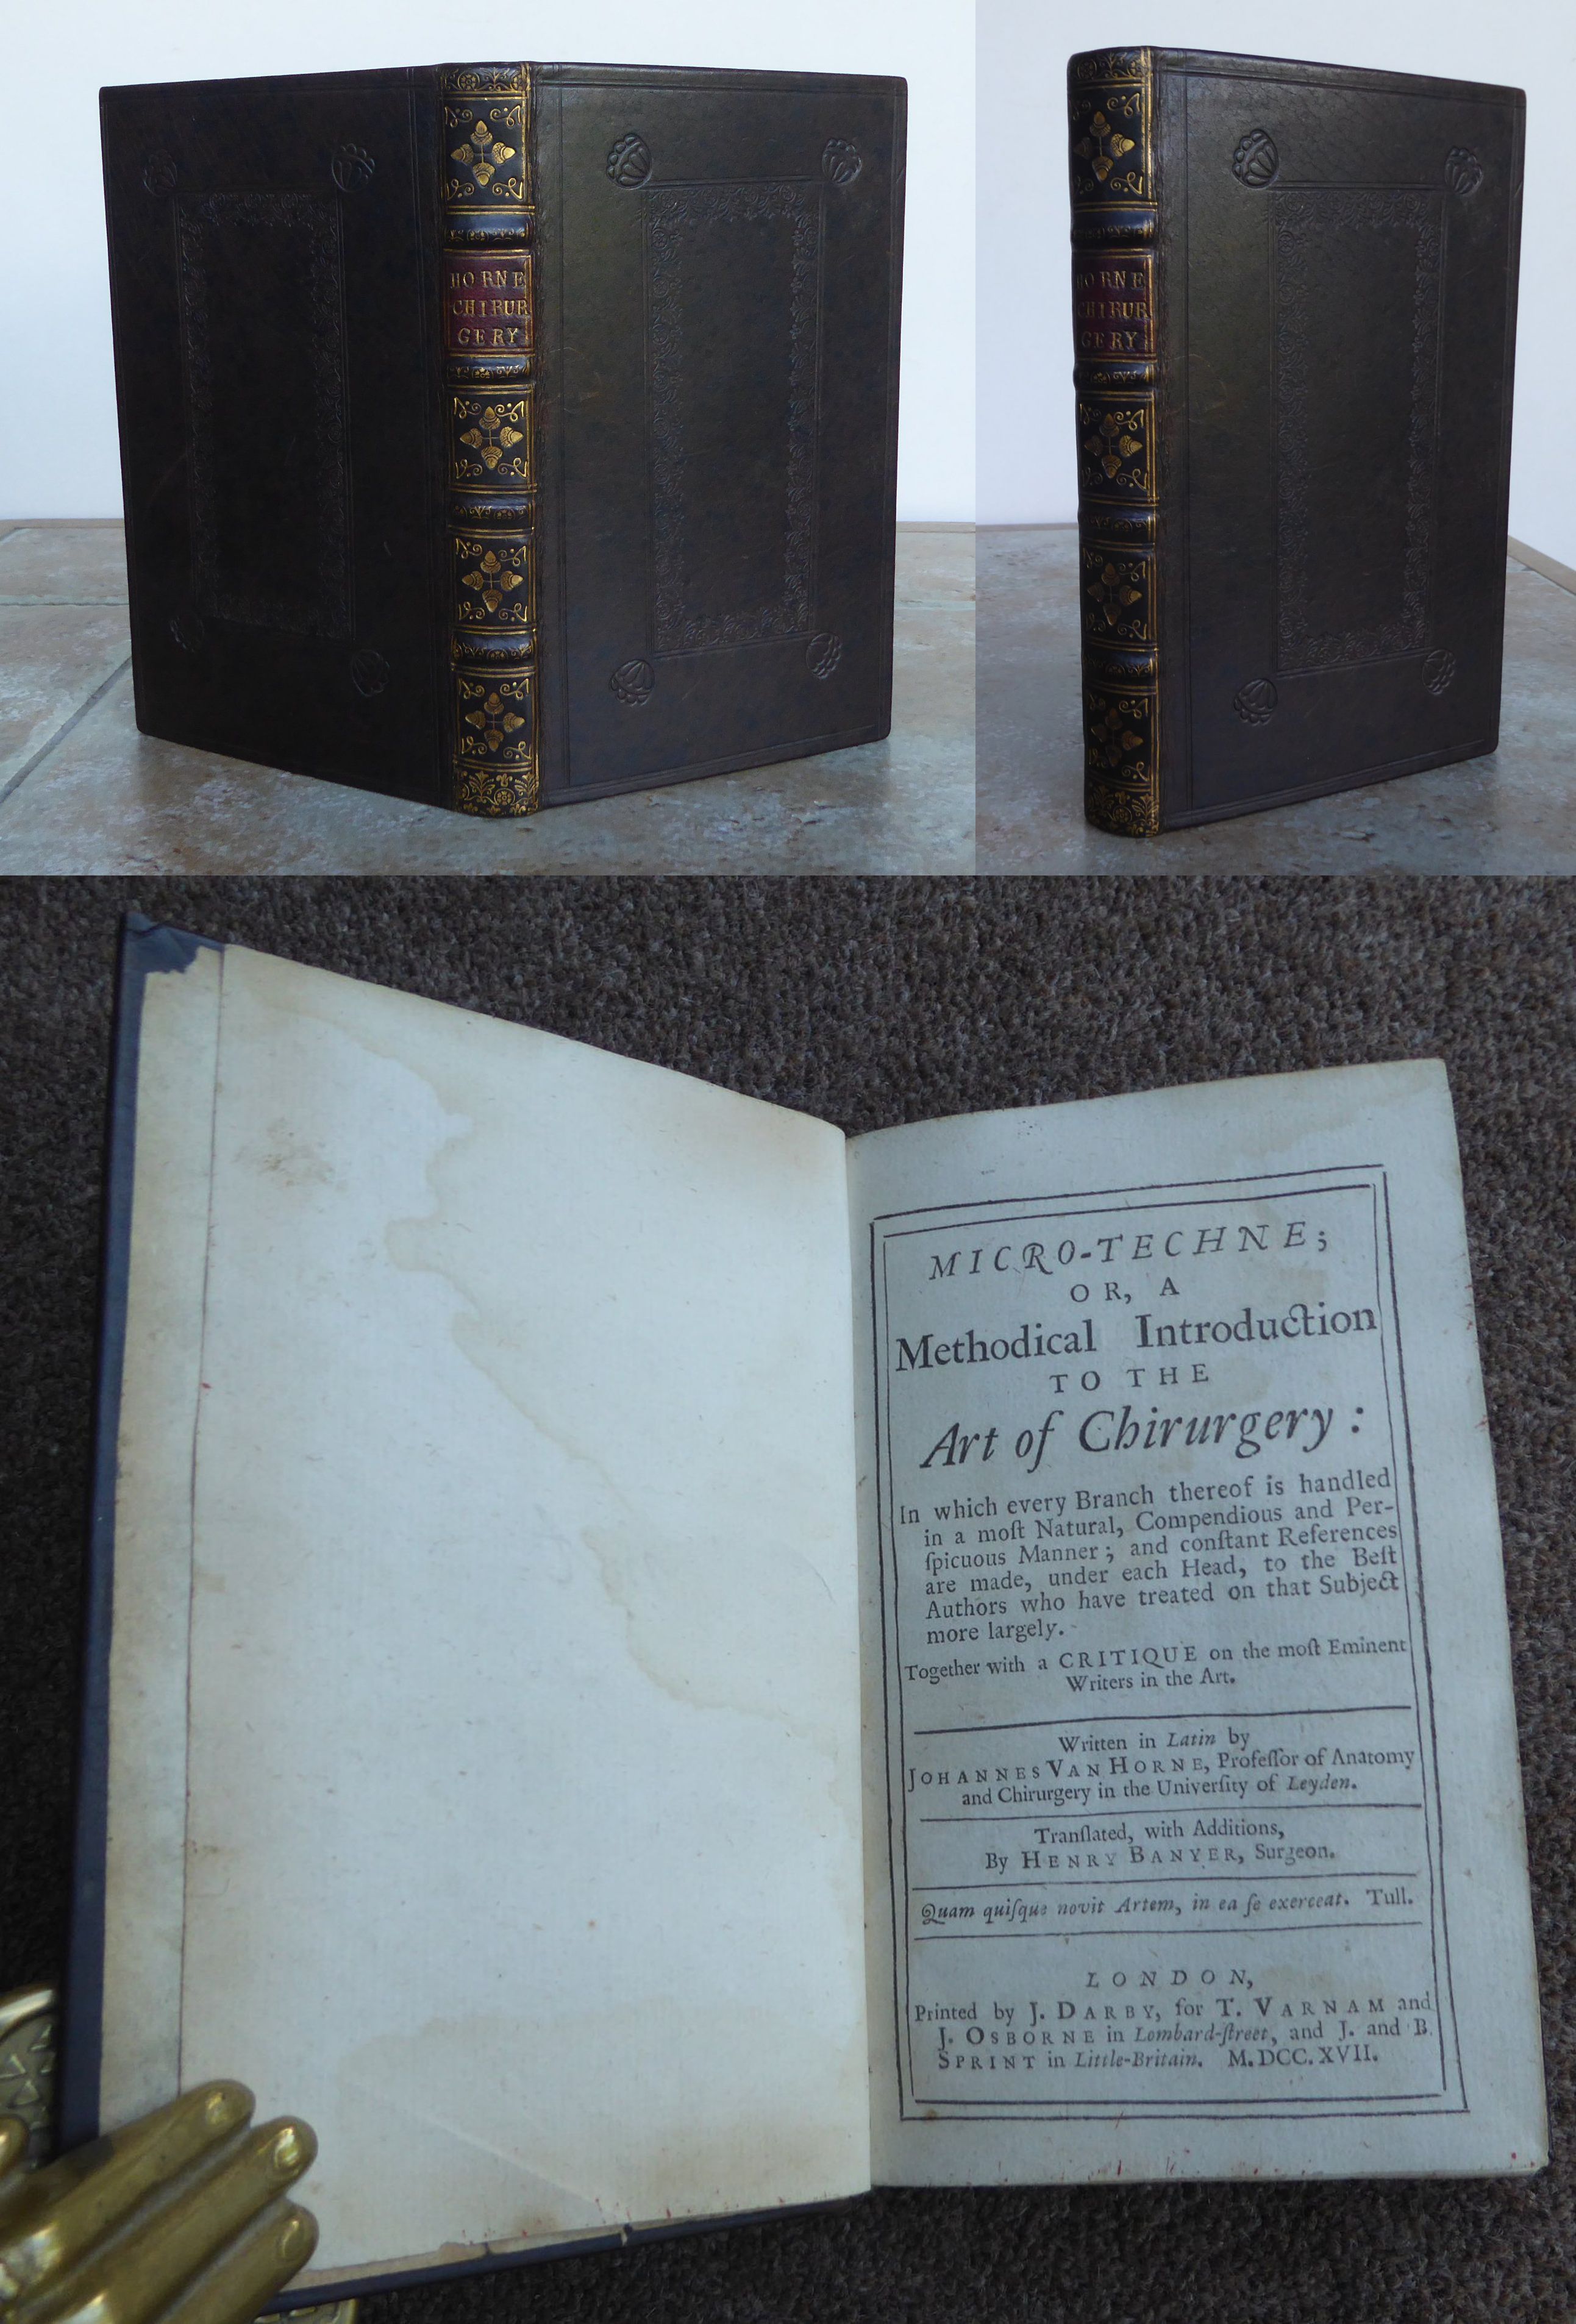 HORNE
CHIRUR
GERY
HORNE
CHIRUR
GERY
MICRO-TECHNE;
OR, A
Methodical Introduction
TO THE
Art of Chirurgery:
In which every Branch thereof is handled
in a moſt Natural, Compendious and Per-
ſpicuous Manner; and conſtant References
are made, under each Head, to the Beſt
Authors who have treated on that Subject
more largely.
Together with a CRITIQUE on the moſt Eminent
Writers in the Art.
Written in Latin by
JOHANNES VAN HORNE, Profeſſor of Anatomy
and Chirurgery in the Univerſity of Leyden.
Tranſlated, with Additions,
By HENRY BANYER, Surgeon.
Quam quiſque novit Artem, in ea ſe exerceat. Tull.
LONDON,
Printed by J. DARBY, for T. VARNAM and
J. OSBORNE in Lombard-ſtreet, and J. and B.
SPRINT in Little-Britain. M.DCC.XVII.